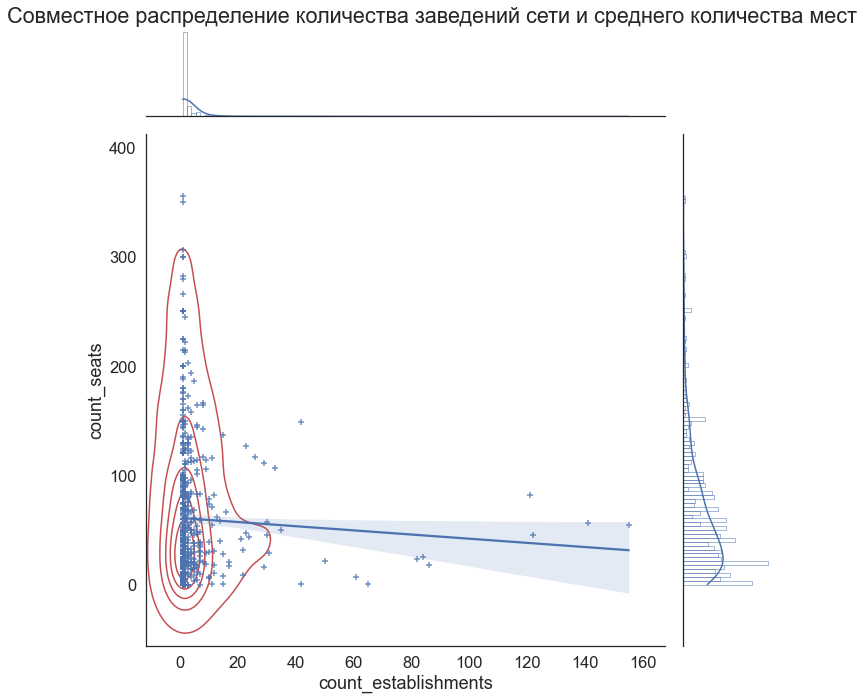 Совместное распределение количества заведений сети и среднего количества мест
400
300
200
100
0
count_seats
0 20 40 60 80 100 120 140 160
count_establishments